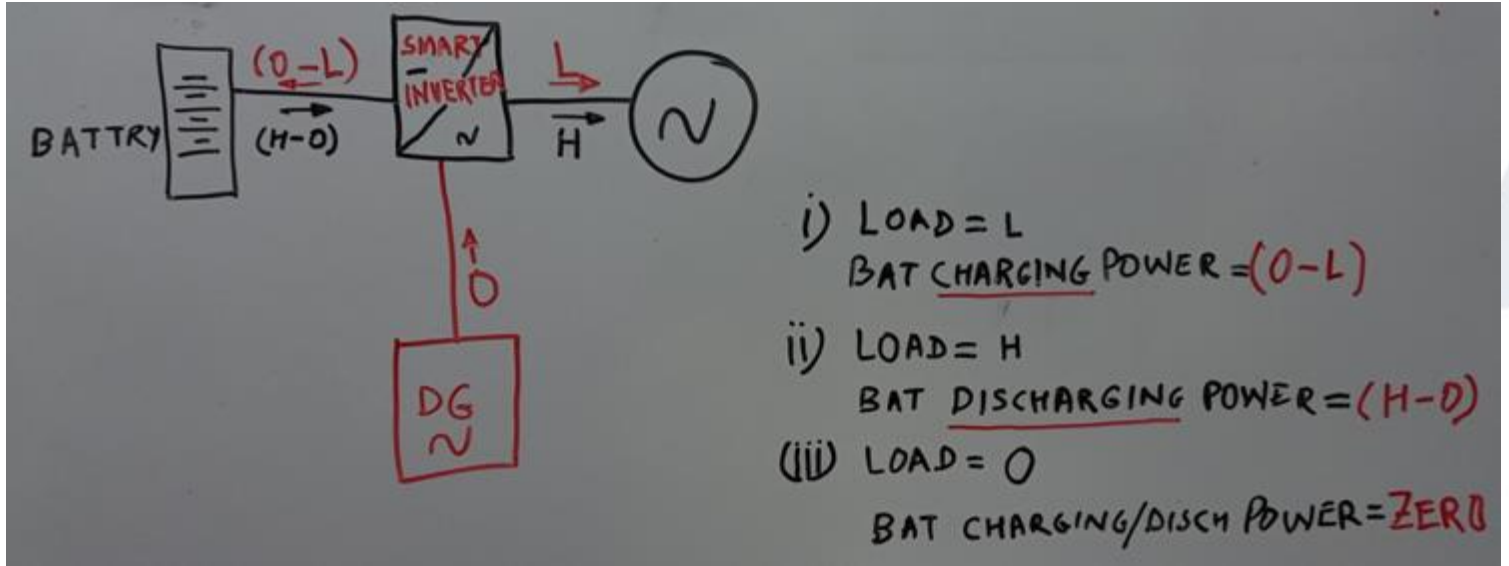 (O-L)
BATTRY
(H-O)
SMART
INVERTER
~
L
H
~
O
DG
~
i) LOAD = L
BAT CHARGING POWER = (O-L)
ii) LOAD = H
BAT DISCHARGING POWER = (H-O)
(iii) LOAD = O
BAT CHARGING/DISCH POWER = ZERO